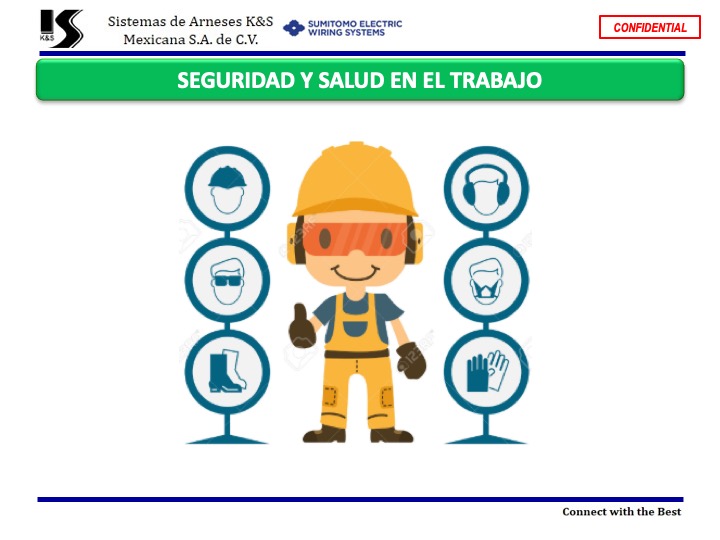 K&S
Sistemas de Arneses K&S
Mexicana S.A. de C.V.
SUMITOMO ELECTRIC
WIRING SYSTEMS
CONFIDENTIAL
SEGURIDAD Y SALUD EN EL TRABAJO
Connect with the Best